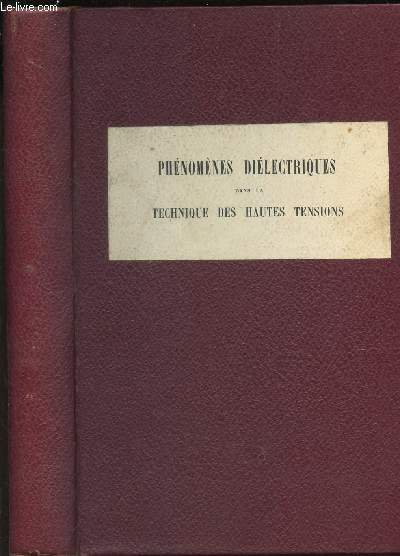 Le-livre.com
PHÉNOMÈNES DIÉLECTRIQUES
DANS LA
TECHNIQUE DES HAUTES TENSIONS